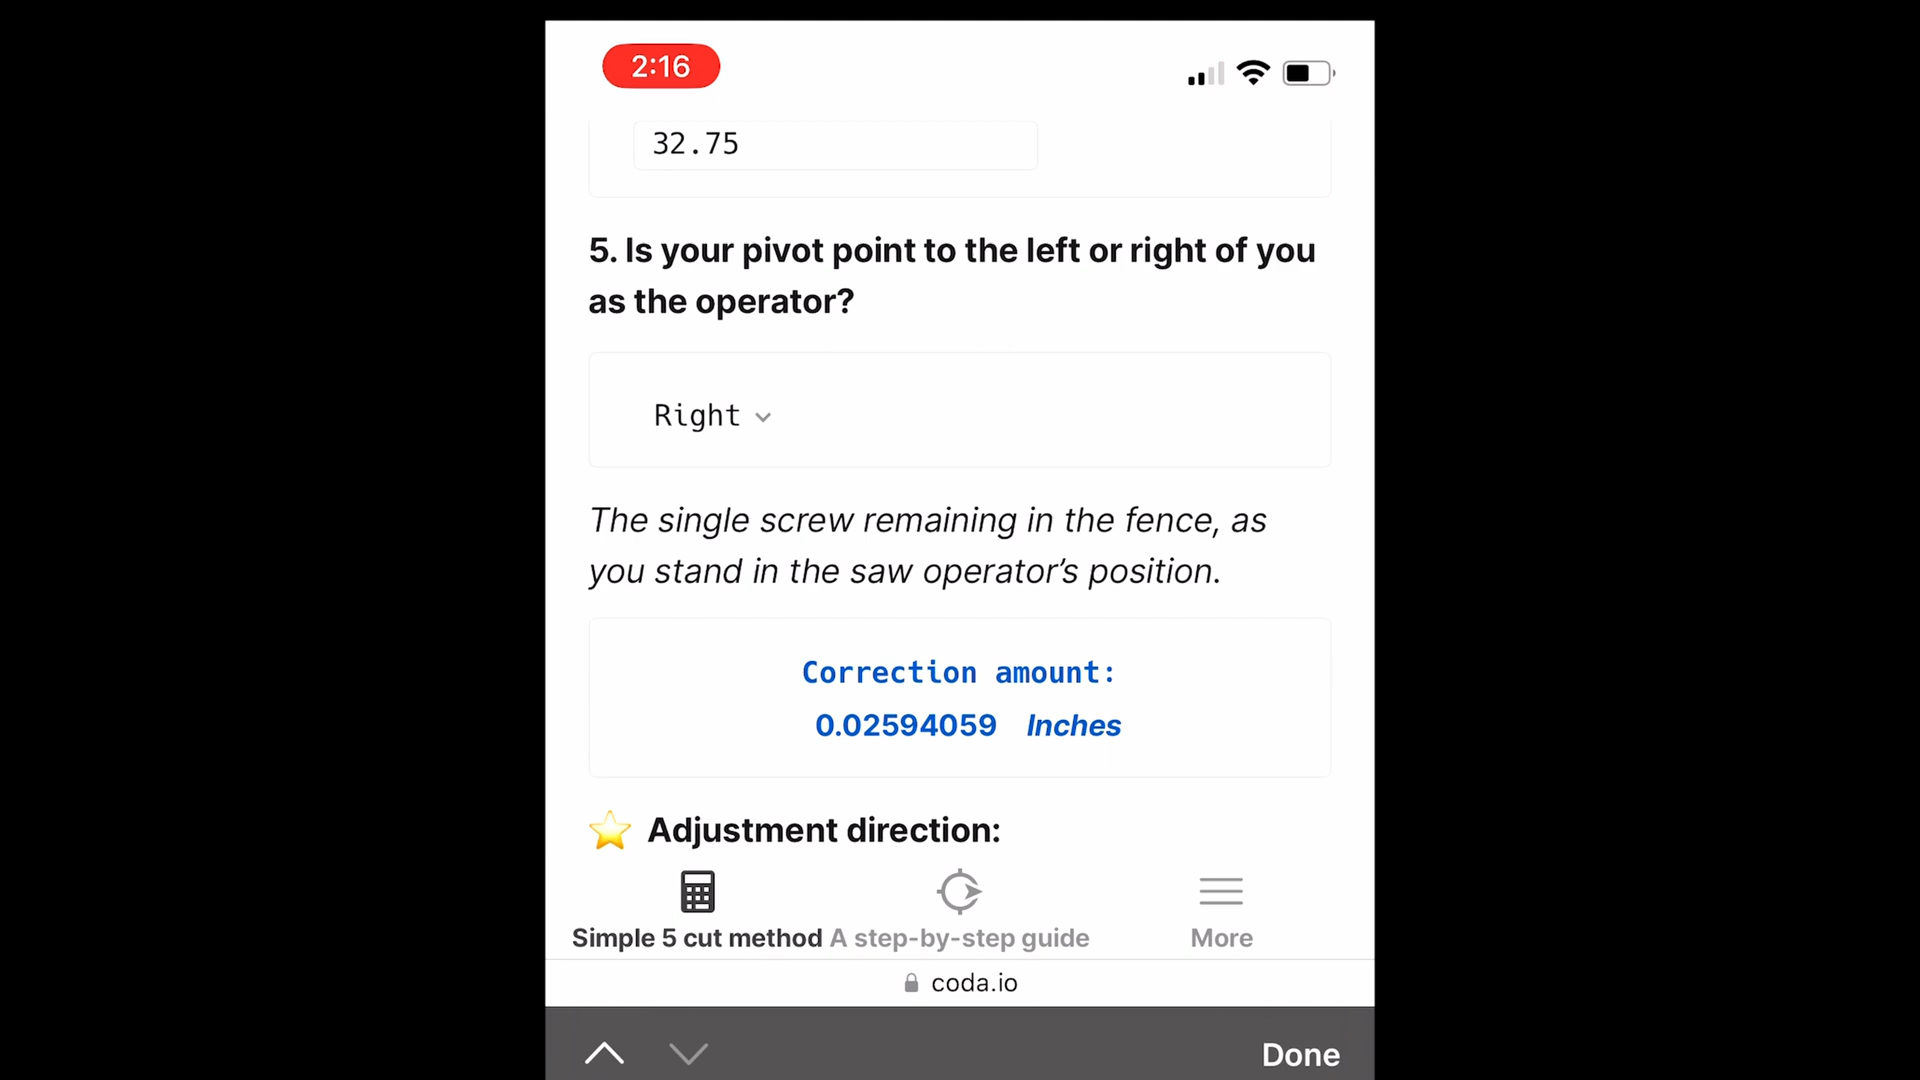 2:16
32.75
5. Is your pivot point to the left or right of you
as the operator?
Right
The single screw remaining in the fence, as
you stand in the saw operator's position.
Correction amount:
0.02594059 Inches
Adjustment direction:
Simple 5 cut method A step-by-step guide More
coda.io
Done